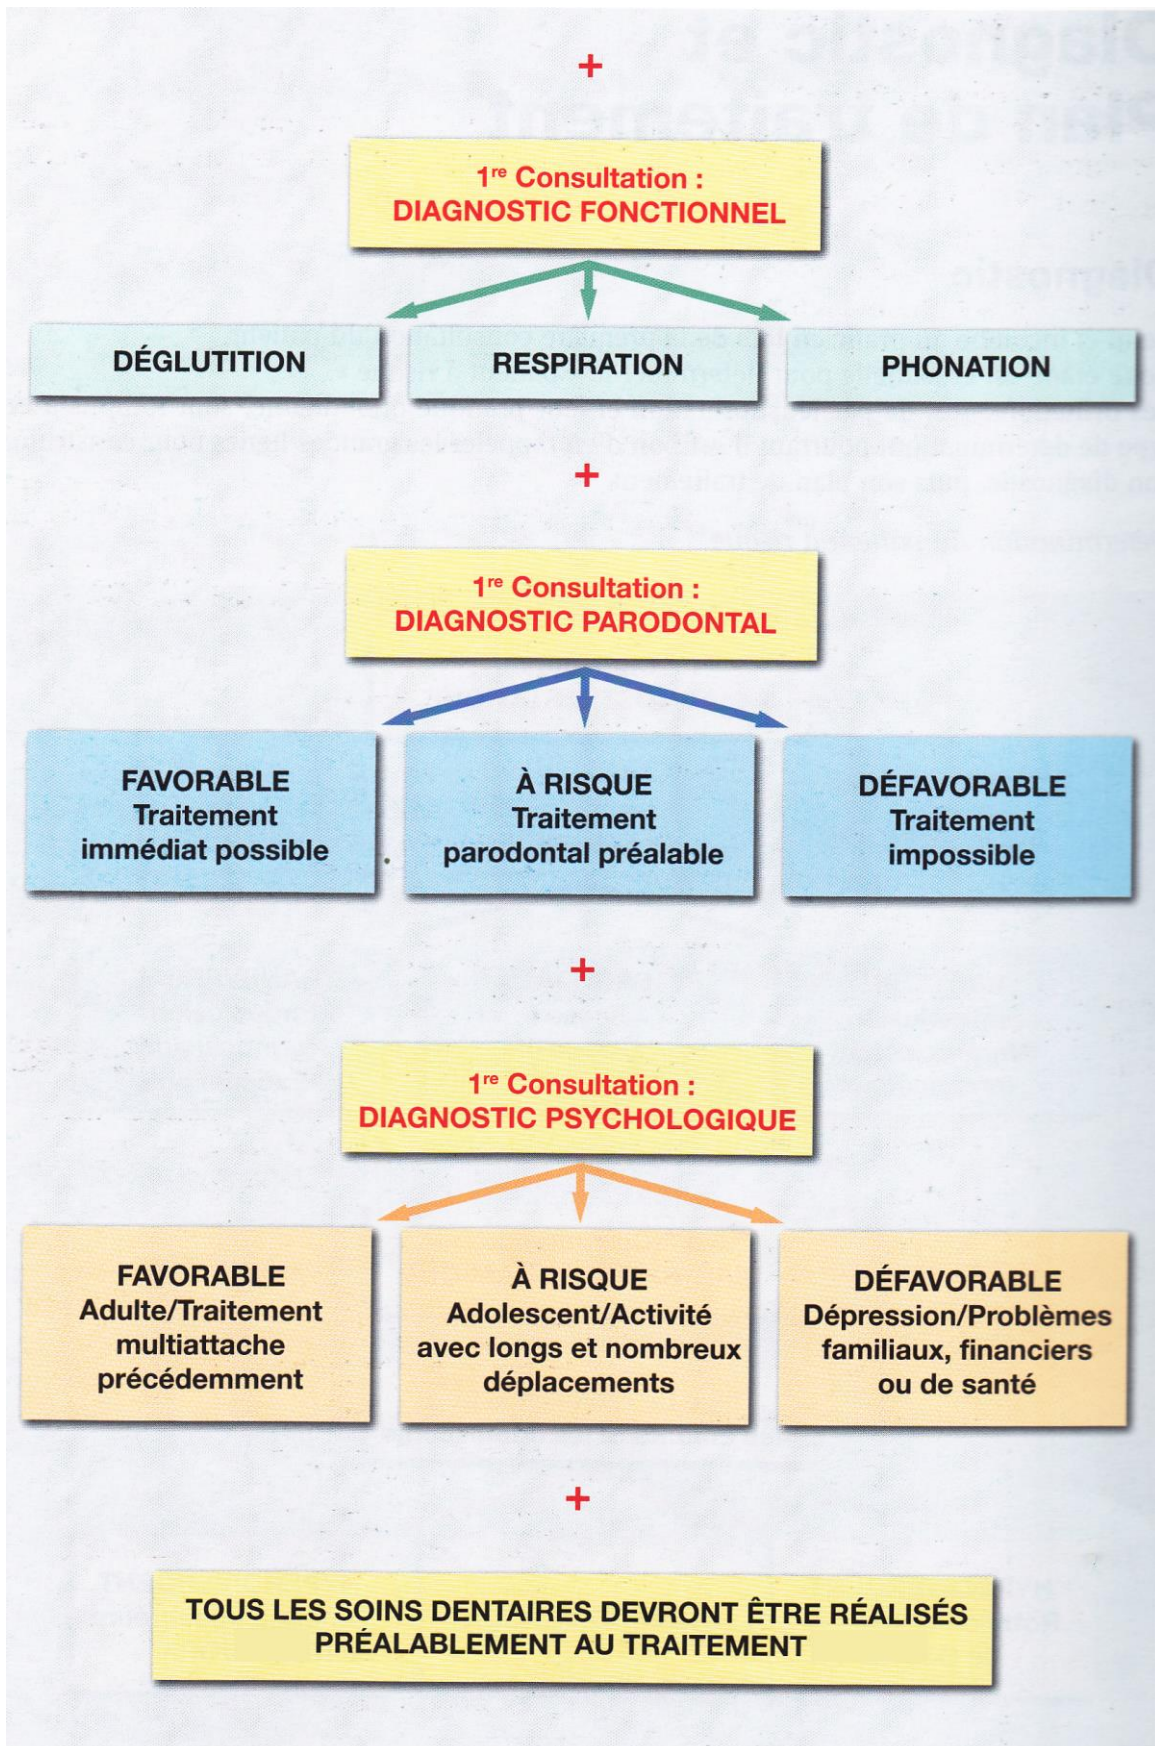 +
1re Consultation :
DIAGNOSTIC FONCTIONNEL
DÉGLUTITION
RESPIRATION
PHONATION
+
1re Consultation :
DIAGNOSTIC PARODONTAL
FAVORABLE
Traitement
immédiat possible
À RISQUE
Traitement
parodontal préalable
DÉFAVORABLE
Traitement
impossible
+
1re Consultation :
DIAGNOSTIC PSYCHOLOGIQUE
FAVORABLE
Adulte/Traitement
multiattache
précédemment
À RISQUE
Adolescent/Activité
avec longs et nombreux
déplacements
DÉFAVORABLE
Dépression/Problèmes
familiaux, financiers
ou de santé
+
TOUS LES SOINS DENTAIRES DEVRONT ÊTRE RÉALISÉS
PRÉALABLEMENT AU TRAITEMENT